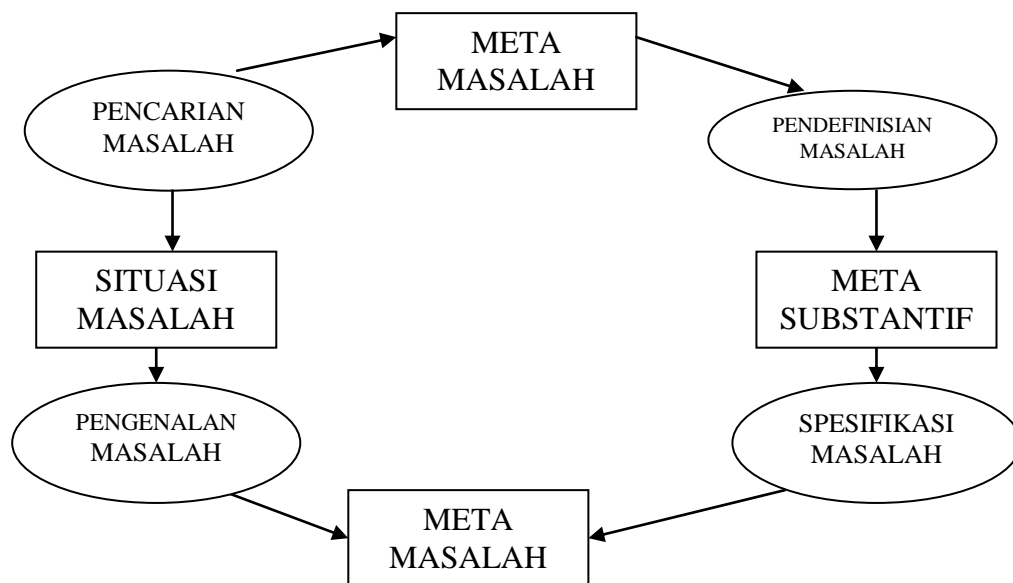 META
MASALAH
PENCARIAN
MASALAH
PENDEFINISIAN
MASALAH
SITUASI
MASALAH
META
SUBSTANTIF
PENGENALAN
MASALAH
SPESIFIKASI
MASALAH
META
MASALAH